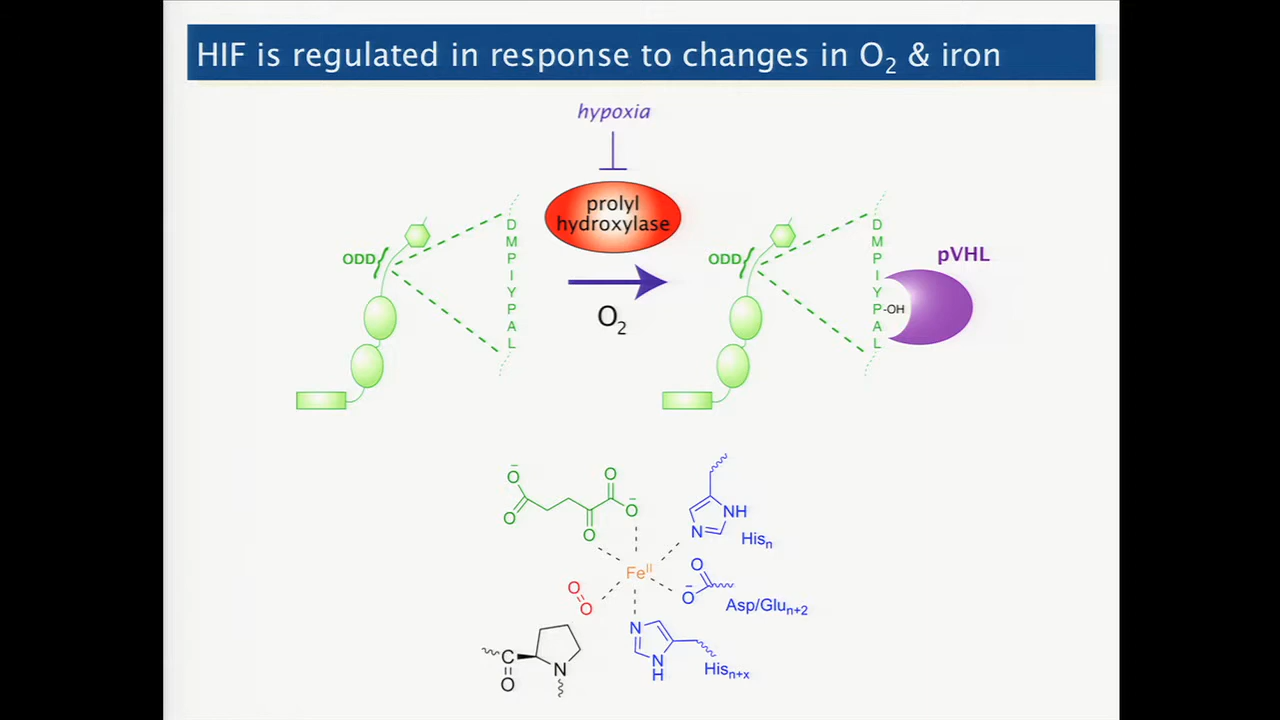 HIF is regulated in response to changes in O₂ & iron
hypoxia
prolyl
hydroxylase
O₂
ODD
D
M
P
I
Y
P
A
L
ODD
D
M
P
I
Y
P
A
L
-OH
pVHL
O⁻
O
O
O
O⁻
Feᴵᴵ
O
O
NH
N
Hisₙ
O
O⁻
Asp/Gluₙ₊₂
N
N
H
Hisₙ₊ₓ
C
O
N